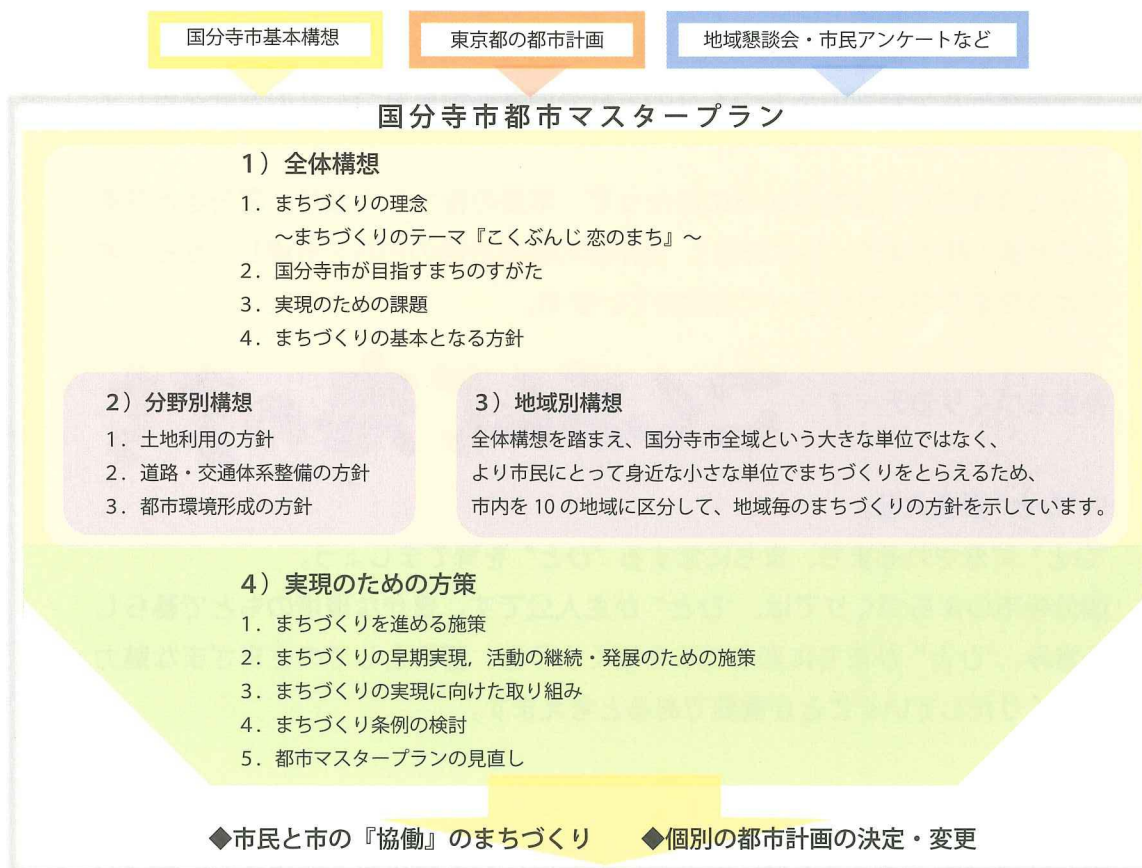 国分寺市基本構想
東京都の都市計画
地域懇談会・市民アンケートなど
国分寺市都市マスタープラン
1）全体構想
1．まちづくりの理念
～まちづくりのテーマ『こくぶんじ 恋のまち』～
2．国分寺市が目指すまちのすがた
3．実現のための課題
4．まちづくりの基本となる方針
2）分野別構想
1．土地利用の方針
2．道路・交通体系整備の方針
3．都市環境形成の方針
3）地域別構想
全体構想を踏まえ、国分寺市全域という大きな単位ではなく、
より市民にとって身近な小さな単位でまちづくりをとらえるため、
市内を 10 の地域に区分して、地域毎のまちづくりの方針を示しています。
4）実現のための方策
1．まちづくりを進める施策
2．まちづくりの早期実現，活動の継続・発展のための施策
3．まちづくりの実現に向けた取り組み
4．まちづくり条例の検討
5．都市マスタープランの見直し
◆市民と市の『協働』のまちづくり　◆個別の都市計画の決定・変更